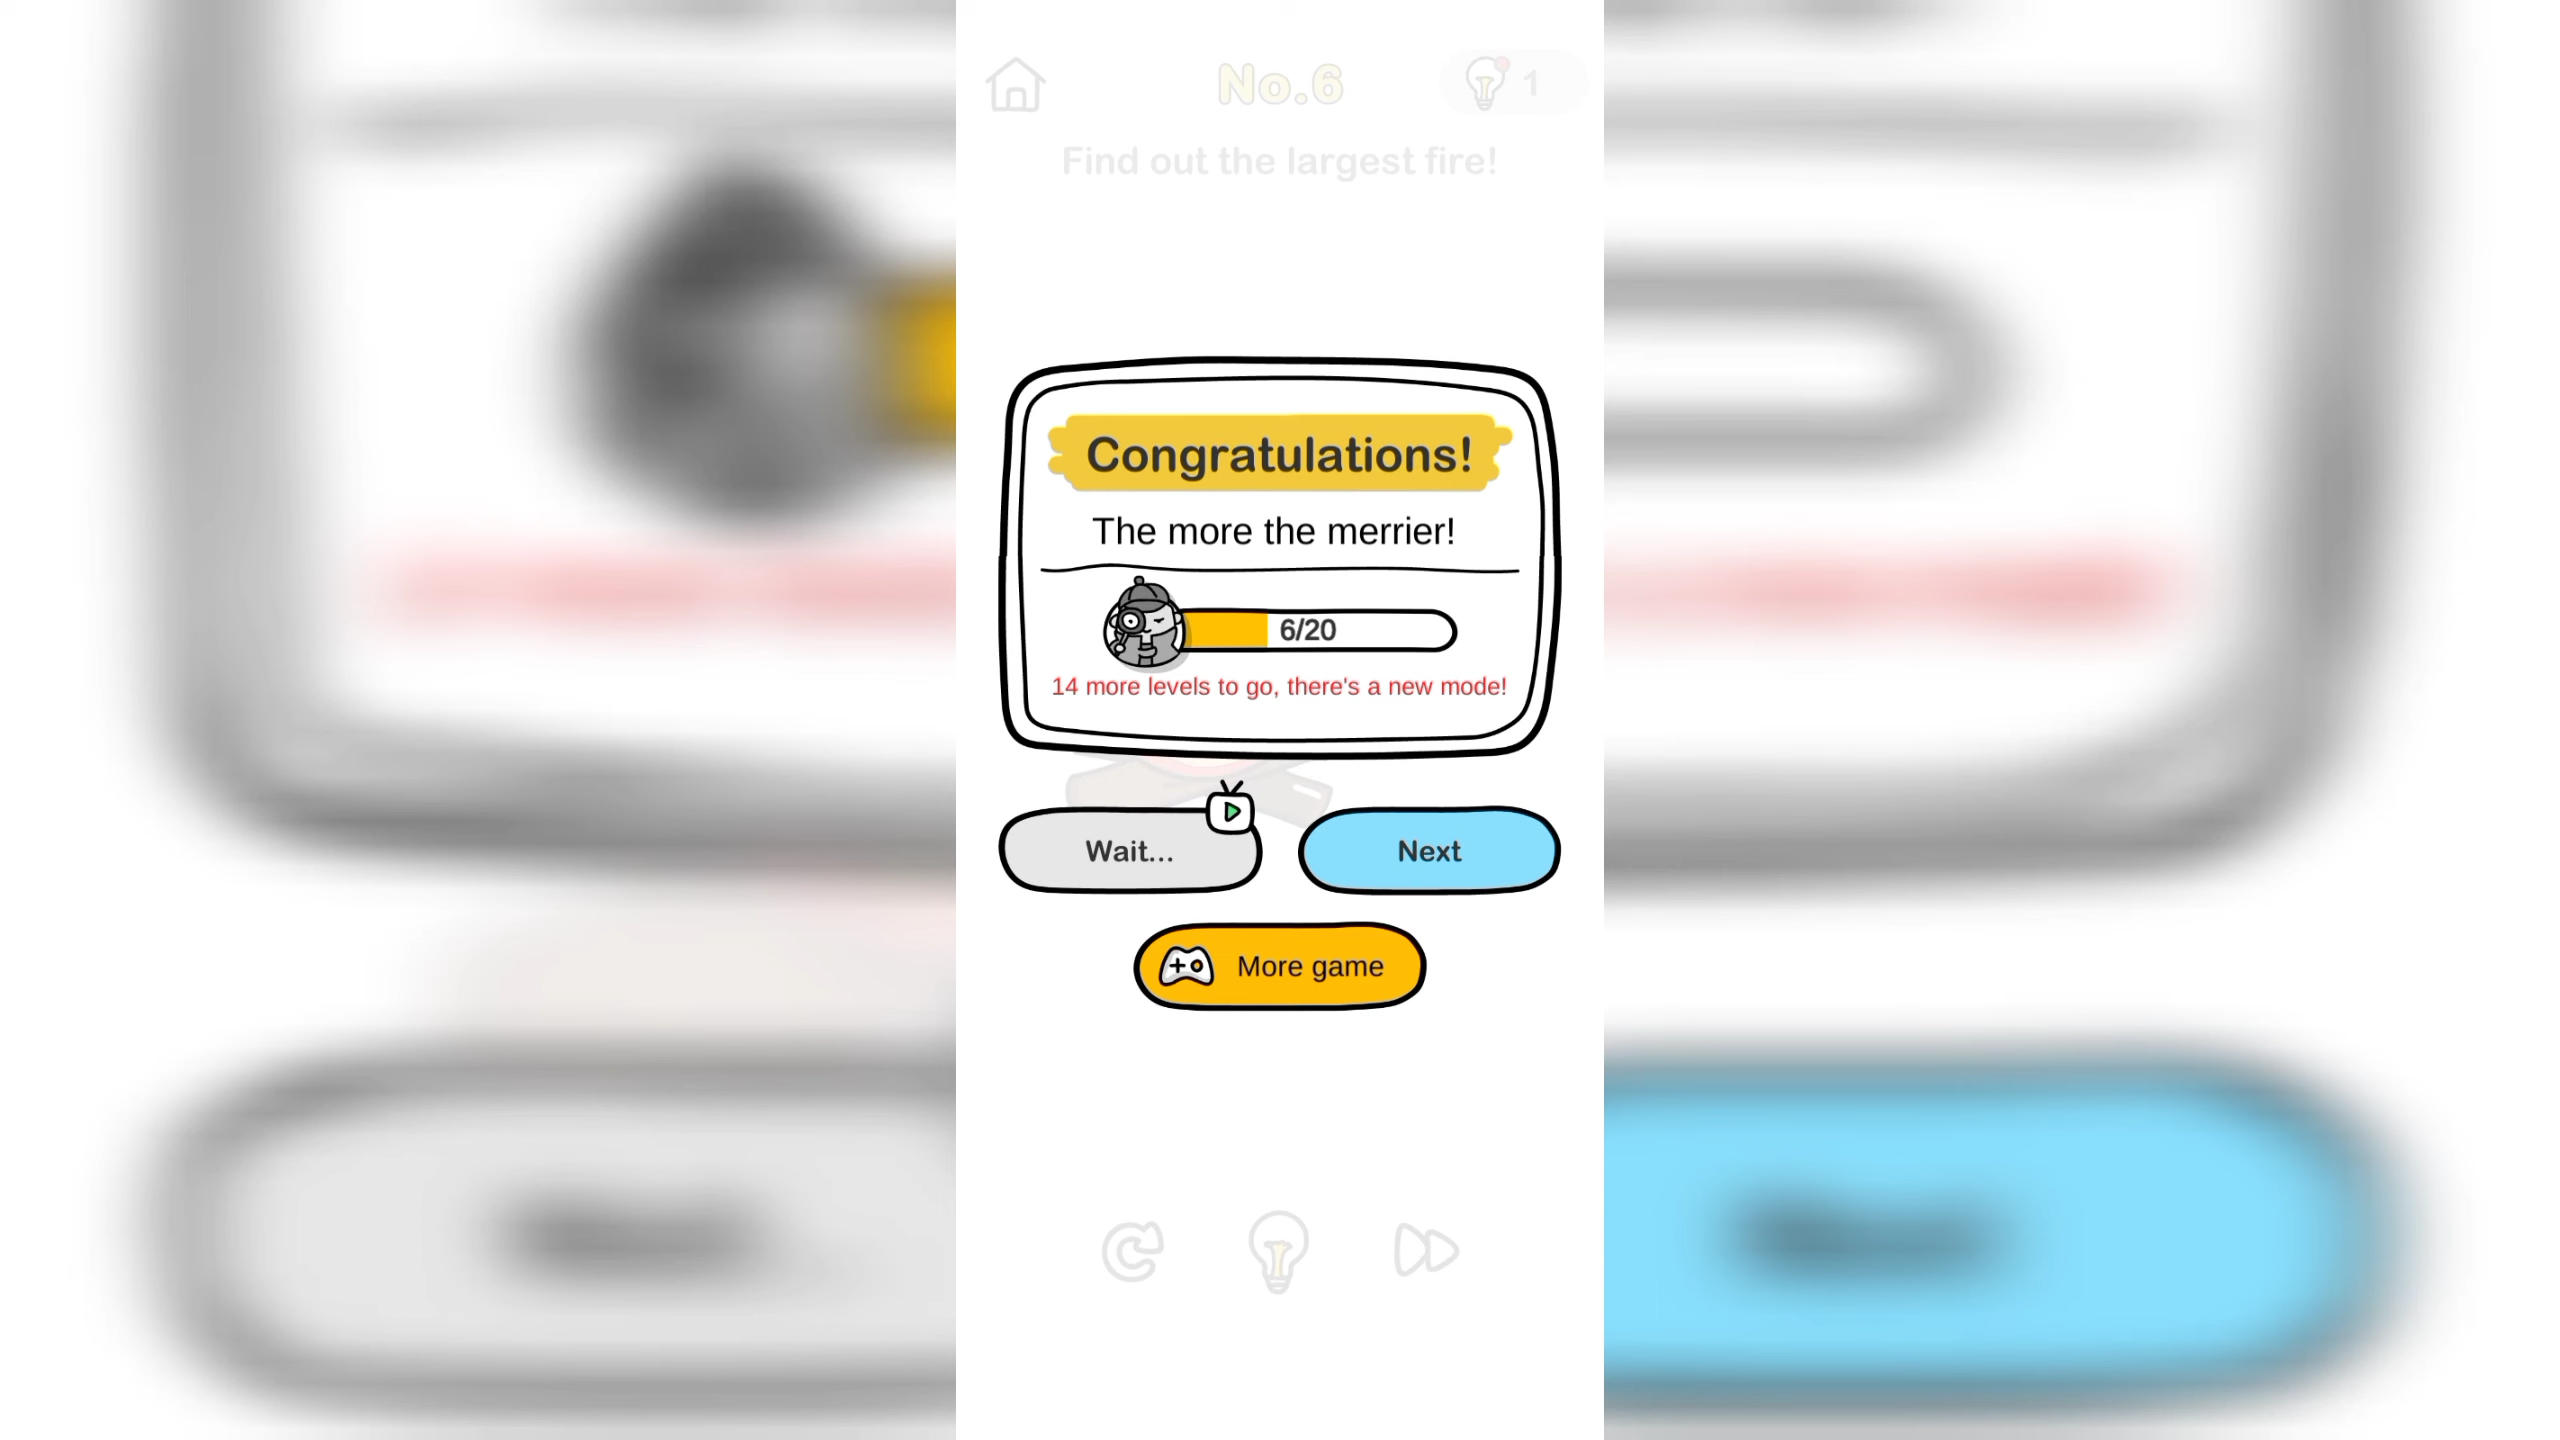 No.6
1
Find out the largest fire!
Congratulations!
The more the merrier!
6/20
14 more levels to go, there's a new mode!
Wait...
Next
More game